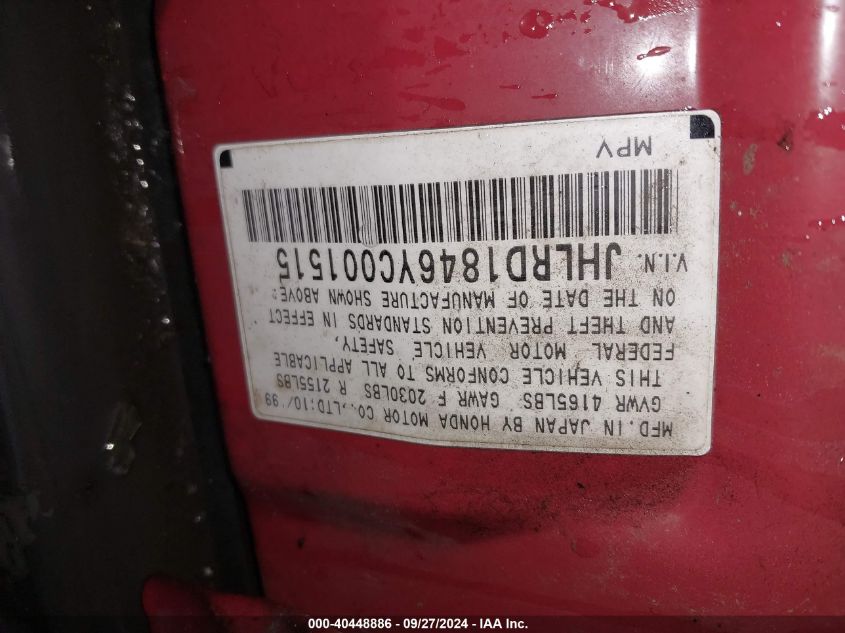 MFD.IN JAPAN BY HONDA MOTOR CO.,LTD;10/'99
GVWR 4165LBS GAWR F 2030LBS R 2155LBS
THIS VEHICLE CONFORMS TO ALL APPLICABLE
FEDERAL MOTOR VEHICLE SAFETY,
AND THEFT PREVENTION STANDARDS IN EFFECT
ON THE DATE OF MANUFACTURE SHOWN ABOVE.
V.I.N. JHLRD1846YC001515
MPV
000-40448886 - 09/27/2024 - IAA Inc.